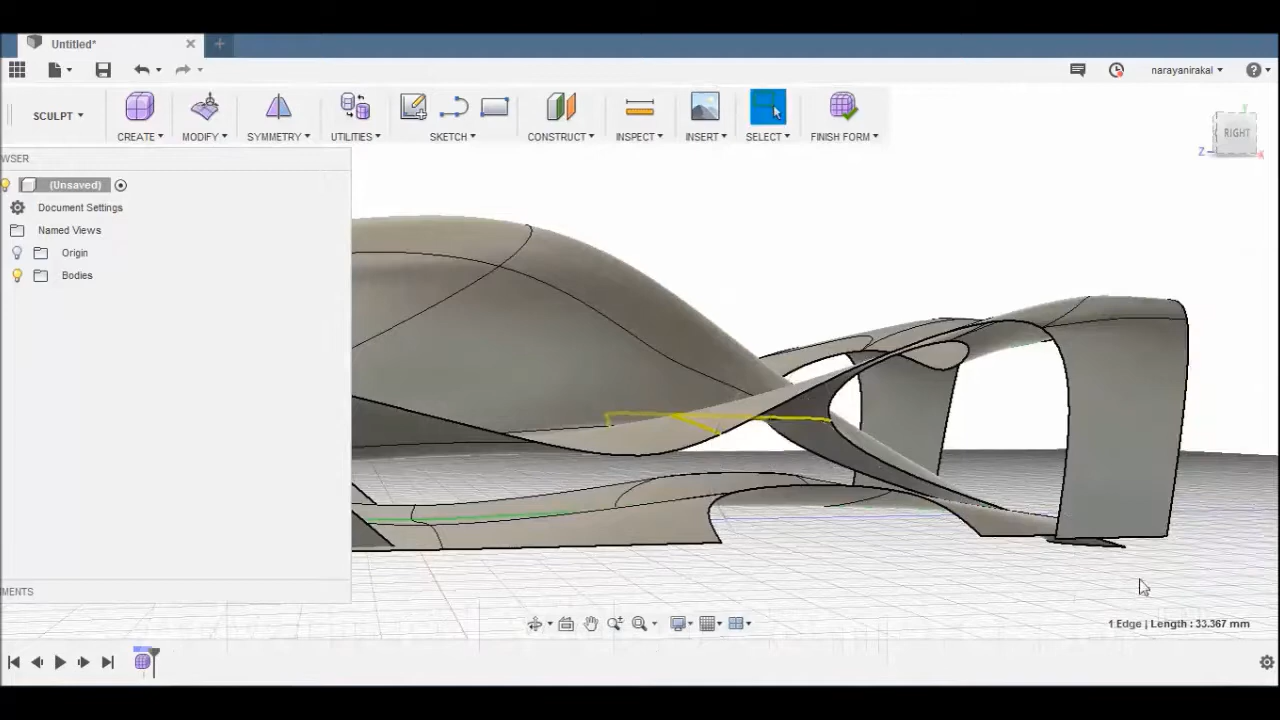 Untitled*
narayanirakal
SCULPT
CREATE
MODIFY
SYMMETRY
UTILITIES
SKETCH
CONSTRUCT
INSPECT
INSERT
SELECT
FINISH FORM
RIGHT
Z
X
WSER
(Unsaved)
Document Settings
Named Views
Origin
Bodies
MENTS
1 Edge | Length : 33.367 mm